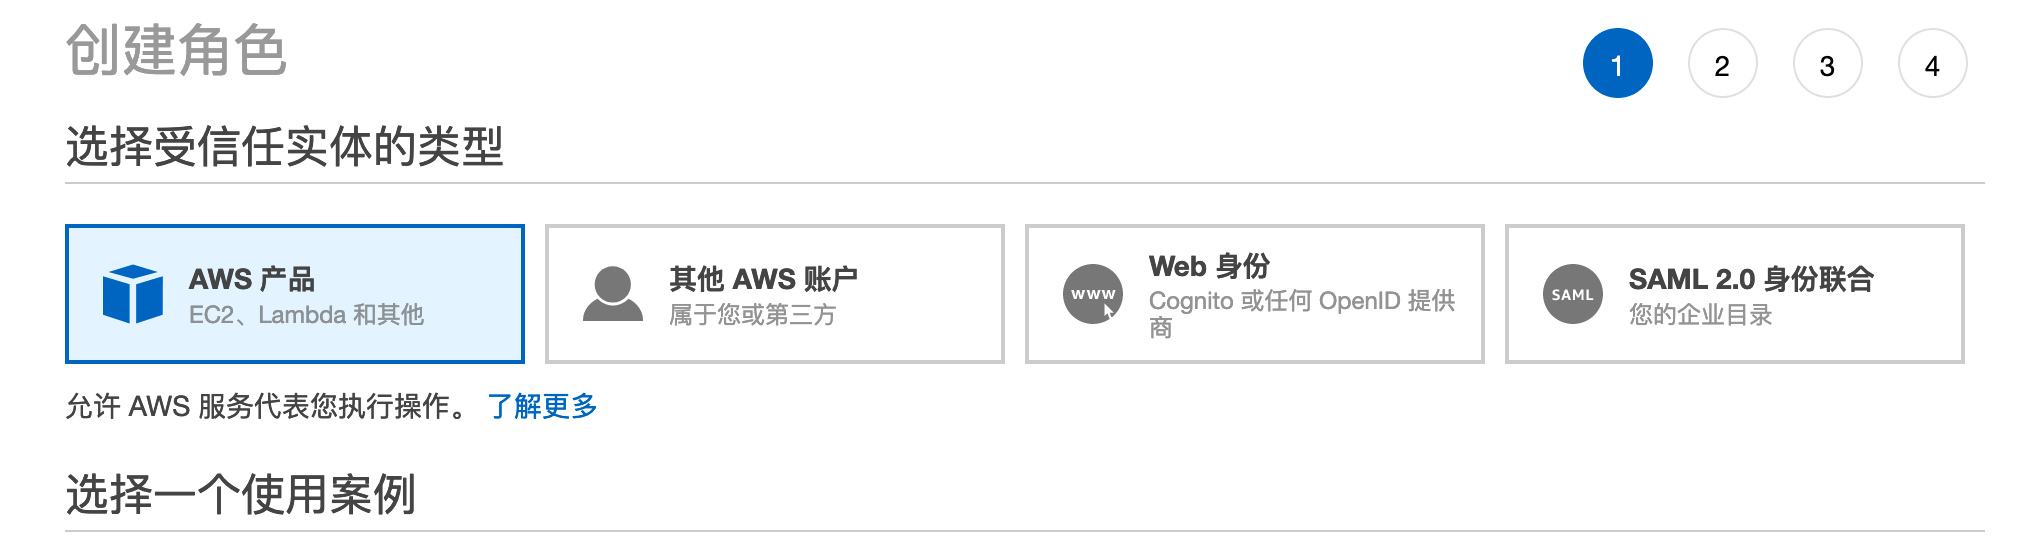 创建角色
1 2 3 4
选择受信任实体的类型
AWS 产品
EC2、Lambda 和其他
其他 AWS 账户
属于您或第三方
www
Web 身份
Cognito 或任何 OpenID 提供
商
SAML
SAML 2.0 身份联合
您的企业目录
允许 AWS 服务代表您执行操作。 了解更多
选择一个使用案例